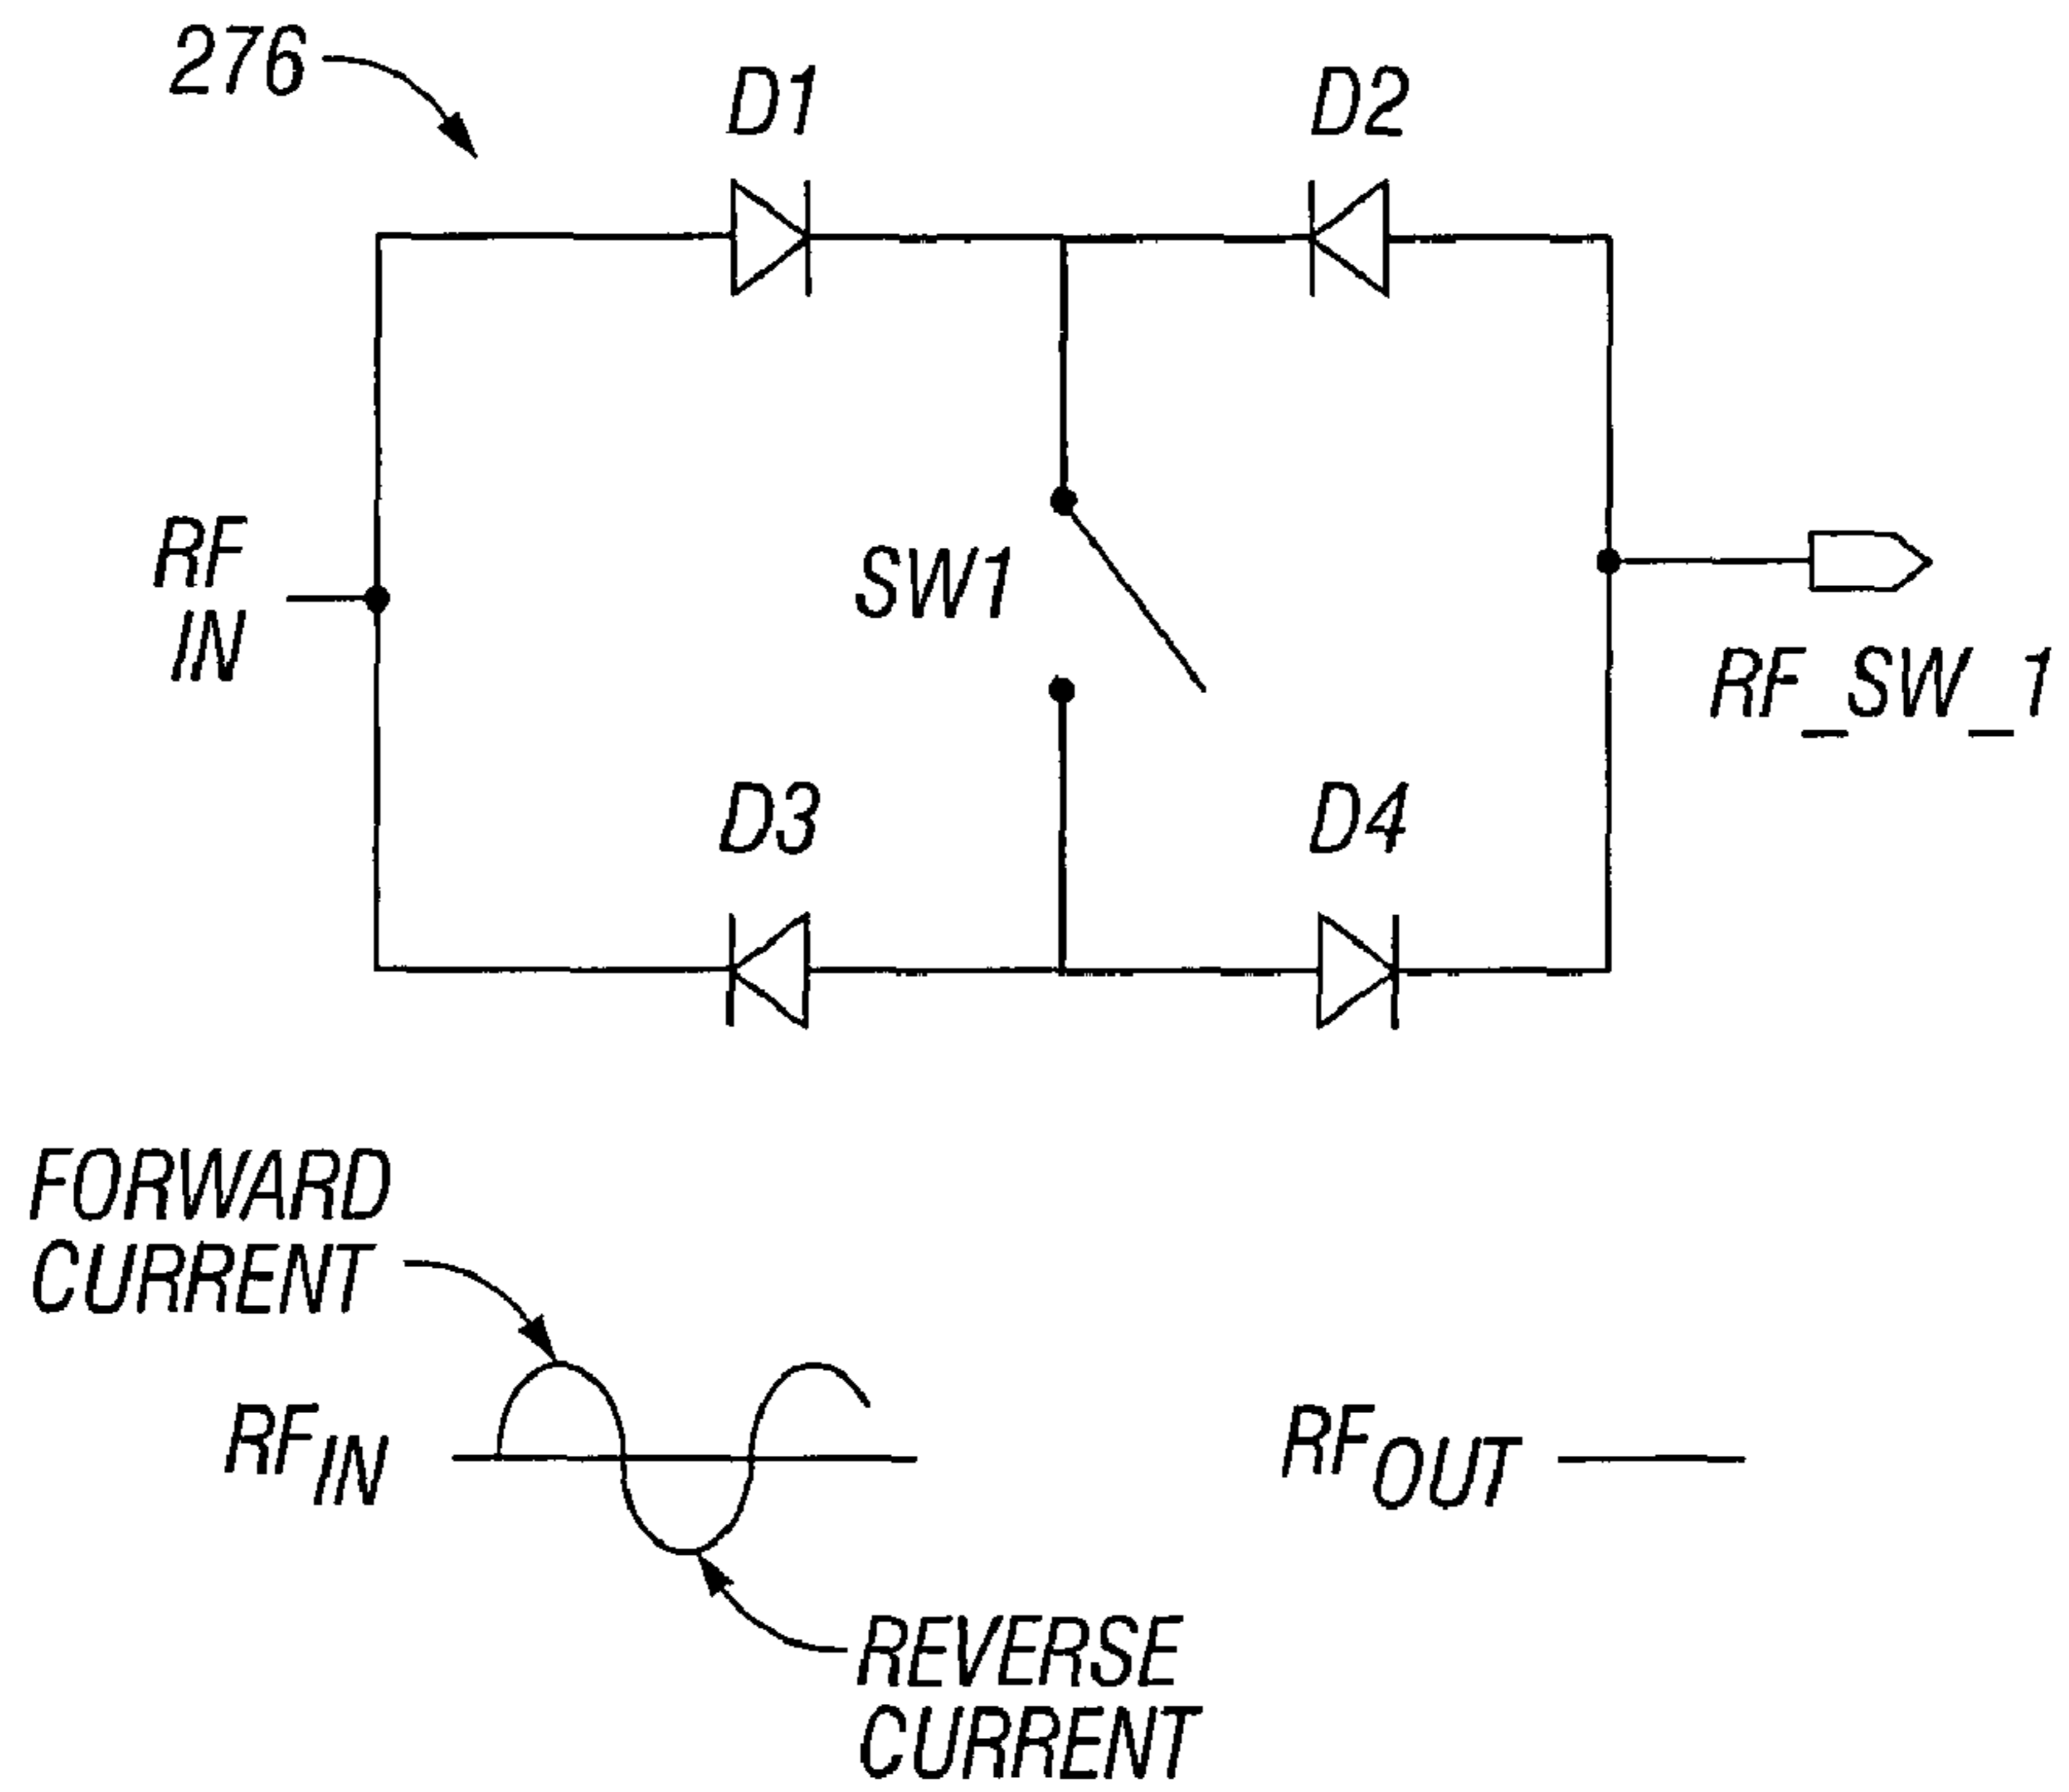 276
D1
D2
RF
IN
SW1
RF_SW_1
D3
D4
FORWARD
CURRENT
RF_IN
RF_OUT
REVERSE
CURRENT